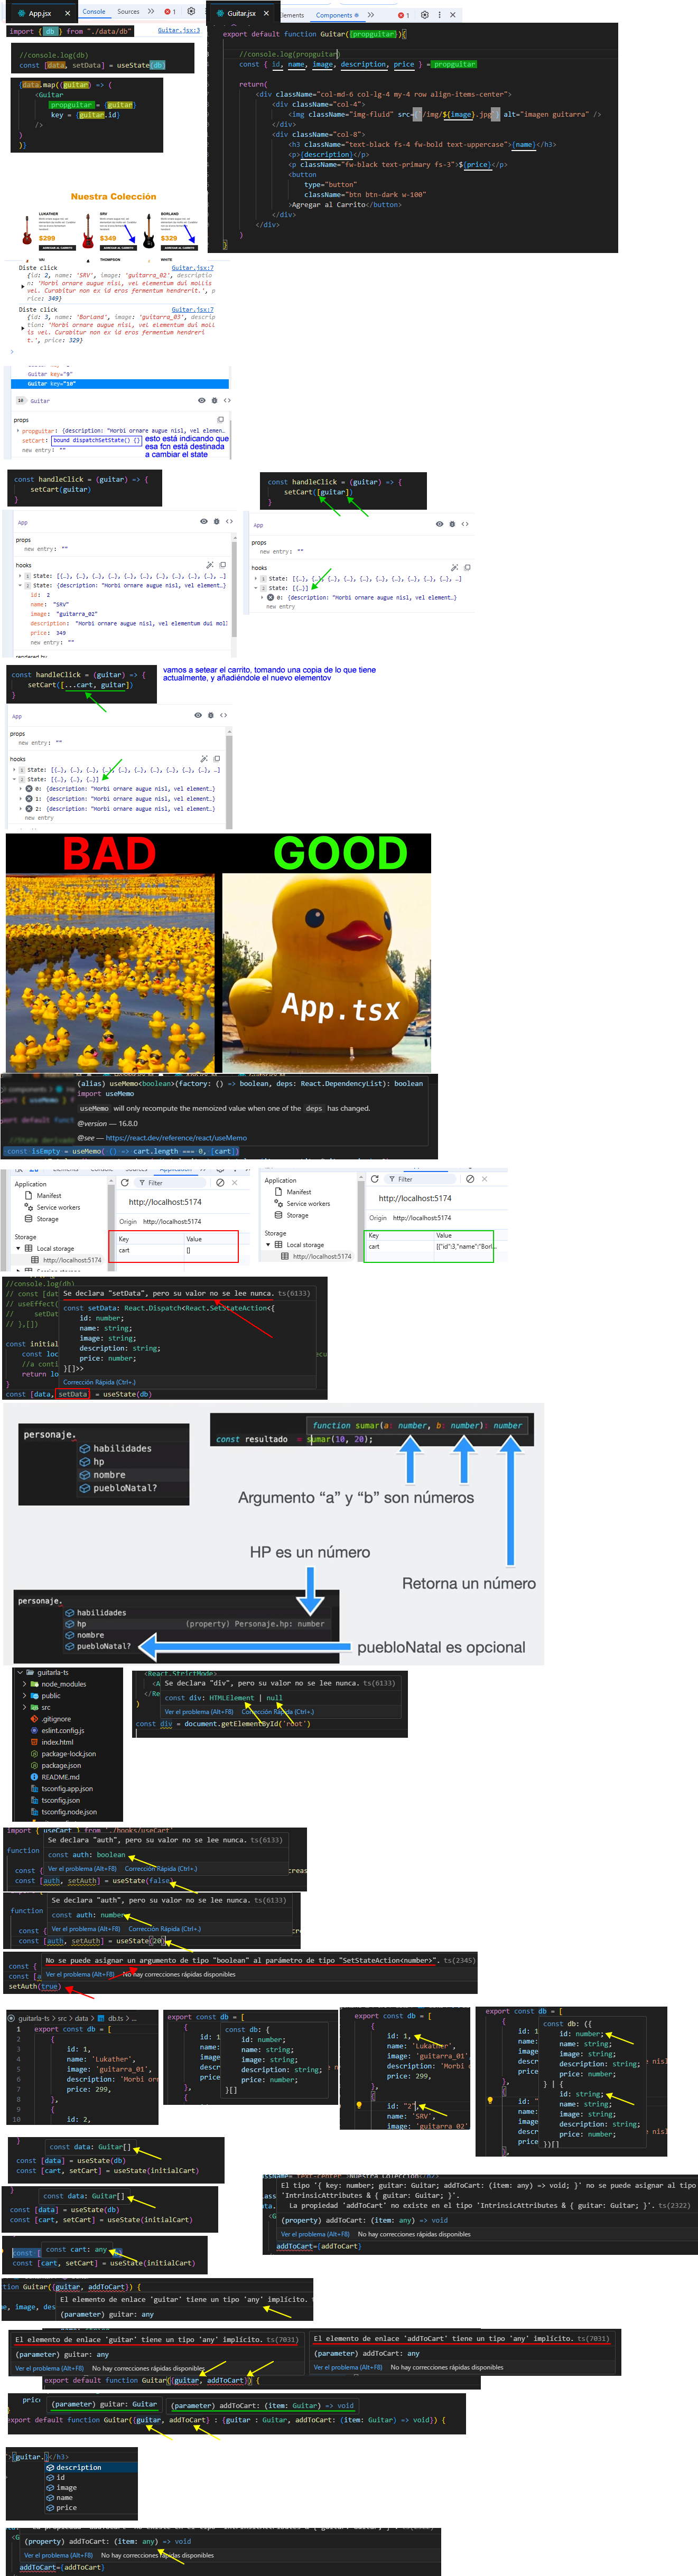 App.jsx
Console
Sources
1
import { db } from "./data/db"
Guitar.jsx:3
//console.log(db)
const [data, setData] = useState(db)
{data.map((guitar) => (
<Guitar
propguitar = {guitar}
key = {guitar.id}
/>
)
)}
Guitar.jsx
Elements
Components
1
export default function Guitar({propguitar}){
//console.log(propguitar)
const { id, name, image, description, price } = propguitar
return(
<div className="col-md-6 col-lg-4 my-4 row align-items-center">
<div className="col-4">
<img className="img-fluid" src={`/img/${image}.jpg`} alt="imagen guitarra" />
</div>
<div className="col-8">
<h3 className="text-black fs-4 fw-bold text-uppercase">{name}</h3>
<p>{description}</p>
<p className="fw-black text-primary fs-3">${price}</p>
<button
type="button"
className="btn btn-dark w-100"
>Agregar al Carrito</button>
</div>
</div>
)
}
Nuestra Colección
LUKATHER
$299
AGREGAR AL CARRITO
SRV
$349
AGREGAR AL CARRITO
BORLAND
$329
AGREGAR AL CARRITO
VAI
THOMPSON
WHITE
Diste click
Guitar.jsx:7
{id: 2, name: 'SRV', image: 'guitarra_02', descriptio
n: 'Morbi ornare augue nisl, vel elementum dui mollis
vel. Curabitur non ex id eros fermentum hendrerit.', p
rice: 349}
Diste click
Guitar.jsx:7
{id: 3, name: 'Borland', image: 'guitarra_03', descrip
tion: 'Morbi ornare augue nisl, vel elementum dui moll
is vel. Curabitur non ex id eros fermentum hendreri
t.', price: 329}
Guitar key="9"
Guitar key="10"
10 Guitar
props
propguitar: {description: "Morbi ornare augue nisl, vel elemen…
setcart: bound dispatchSetState() {}
new entry: ""
esto está indicando que
esa fcn está destinada
a cambiar el state
const handleClick = (guitar) => {
setCart(guitar)
}
const handleClick = (guitar) => {
setCart([guitar])
}
App
props
new entry: ""
hooks
1 State: [{…}, {…}, {…}, {…}, {…}, {…}, {…}, {…}, {…}, …]
2 State: {description: "Morbi ornare augue nisl, vel element…}
id: 2
name: "SRV"
image: "guitarra_02"
description: "Morbi ornare augue nisl, vel elementum dui moll
price: 349
new entry: ""
rendered by
App
props
new entry: ""
hooks
1 State: [{…}, {…}, {…}, {…}, {…}, {…}, {…}, {…}, {…}, …]
2 State: [{…}]
0: {description: "Morbi ornare augue nisl, vel element…}
new entry
const handleClick = (guitar) => {
setCart([...cart, guitar])
}
vamos a setear el carrito, tomando una copia de lo que tiene
actualmente, y añadiéndole el nuevo elementov
App
props
new entry: ""
hooks
1 State: [{…}, {…}, {…}, {…}, {…}, {…}, {…}, {…}, {…}, …]
2 State: [{…}, {…}, {…}]
0: {description: "Morbi ornare augue nisl, vel element…}
1: {description: "Morbi ornare augue nisl, vel element…}
2: {description: "Morbi ornare augue nisl, vel element…}
new entry
BAD
GOOD
App.tsx
(alias) useMemo<boolean>(factory: () => boolean, deps: React.DependencyList): boolean
import useMemo
useMemo will only recompute the memoized value when one of the deps has changed.
@version — 16.8.0
@see — https://react.dev/reference/react/useMemo
const isEmpty = useMemo( () => cart.length === 0, [cart])
Application
Manifest
Service workers
Storage
Storage
Local storage
http://localhost:5174
Filter
http://localhost:5174
Origin http://localhost:5174
Key Value
cart []
Application
Manifest
Service workers
Storage
Storage
Local storage
http://localhost:5174
Filter
http://localhost:5174
Origin http://localhost:5174
Key Value
cart [{"id":3,"name":"Borl...
//console.log(db)
Se declara "setData", pero su valor no se lee nunca. ts(6133)
const setData: React.Dispatch<React.SetStateAction<{
id: number;
name: string;
image: string;
description: string;
price: number;
}[]>>
Corrección Rápida (Ctrl+.)
const [data, setData] = useState(db)
personaje.
habilidades
hp
nombre
puebloNatal?
function sumar(a: number, b: number): number
const resultado = sumar(10, 20);
Argumento “a” y “b” son números
HP es un número
Retorna un número
personaje.
habilidades
hp (property) Personaje.hp: number
nombre
puebloNatal?
puebloNatal es opcional
guitarla-ts
node_modules
public
src
.gitignore
eslint.config.js
index.html
package-lock.json
package.json
README.md
tsconfig.app.json
tsconfig.json
tsconfig.node.json
<React.StrictMode>
Se declara "div", pero su valor no se lee nunca. ts(6133)
const div: HTMLElement | null
Ver el problema (Alt+F8) Corrección Rápida (Ctrl+.)
const div = document.getElementById('root')
import { useCart } from './hooks/useCart'
Se declara "auth", pero su valor no se lee nunca. ts(6133)
const auth: boolean
Ver el problema (Alt+F8) Corrección Rápida (Ctrl+.)
const [auth, setAuth] = useState(false)
Se declara "auth", pero su valor no se lee nunca. ts(6133)
const auth: number
Ver el problema (Alt+F8) Corrección Rápida (Ctrl+.)
const [auth, setAuth] = useState(20)
No se puede asignar un argumento de tipo "boolean" al parámetro de tipo "SetStateAction<number>". ts(2345)
Ver el problema (Alt+F8) No hay correcciones rápidas disponibles
setAuth(true)
guitarla-ts > src > data > db.ts > ...
1 export const db = [
2 {
3 id: 1,
4 name: 'Lukather',
5 image: 'guitarra_01',
6 description: 'Morbi or
7 price: 299,
8 },
9 {
10 id: 2,
export const db = [
const db: {
id: number;
name: string;
image: string;
description: string;
price: number;
}[]
export const db = [
{
id: 1,
name: 'Lukather',
image: 'guitarra_01',
description: 'Morbi
price: 299,
},
{
id: "2",
name: 'SRV',
image: 'guitarra_02'
export const db = [
const db: ({
id: number;
name: string;
image: string;
description: string;
price: number;
} | {
id: string;
name: string;
image: string;
description: string;
price: number;
})[]
const data: Guitar[]
const [data] = useState(db)
const [cart, setCart] = useState(initialCart)
const data: Guitar[]
const [data] = useState(db)
const [cart, setCart] = useState(initialCart)
El tipo '{ key: number; guitar: Guitar; addToCart: (item: any) => void; }' no se puede asignar al tipo
'IntrinsicAttributes & { guitar: Guitar; }'.
La propiedad 'addToCart' no existe en el tipo 'IntrinsicAttributes & { guitar: Guitar; }'. ts(2322)
(property) addToCart: (item: any) => void
Ver el problema (Alt+F8) No hay correcciones rápidas disponibles
addToCart={addToCart}
const cart: any
const [cart, setCart] = useState(initialCart)
tion Guitar({guitar, addToCart}) {
El elemento de enlace 'guitar' tiene un tipo 'any' implícito.
(parameter) guitar: any
El elemento de enlace 'guitar' tiene un tipo 'any' implícito. ts(7031)
(parameter) guitar: any
Ver el problema (Alt+F8) No hay correcciones rápidas disponibles
El elemento de enlace 'addToCart' tiene un tipo 'any' implícito. ts(7031)
(parameter) addToCart: any
Ver el problema (Alt+F8) No hay correcciones rápidas disponibles
export default function Guitar({guitar, addToCart}) {
(parameter) guitar: Guitar
(parameter) addToCart: (item: Guitar) => void
export default function Guitar({guitar, addToCart} : {guitar : Guitar, addToCart: (item: Guitar) => void}) {
">{guitar.}</h3>
description
id
image
name
price
(property) addToCart: (item: any) => void
Ver el problema (Alt+F8) No hay correcciones rápidas disponibles
addToCart={addToCart}